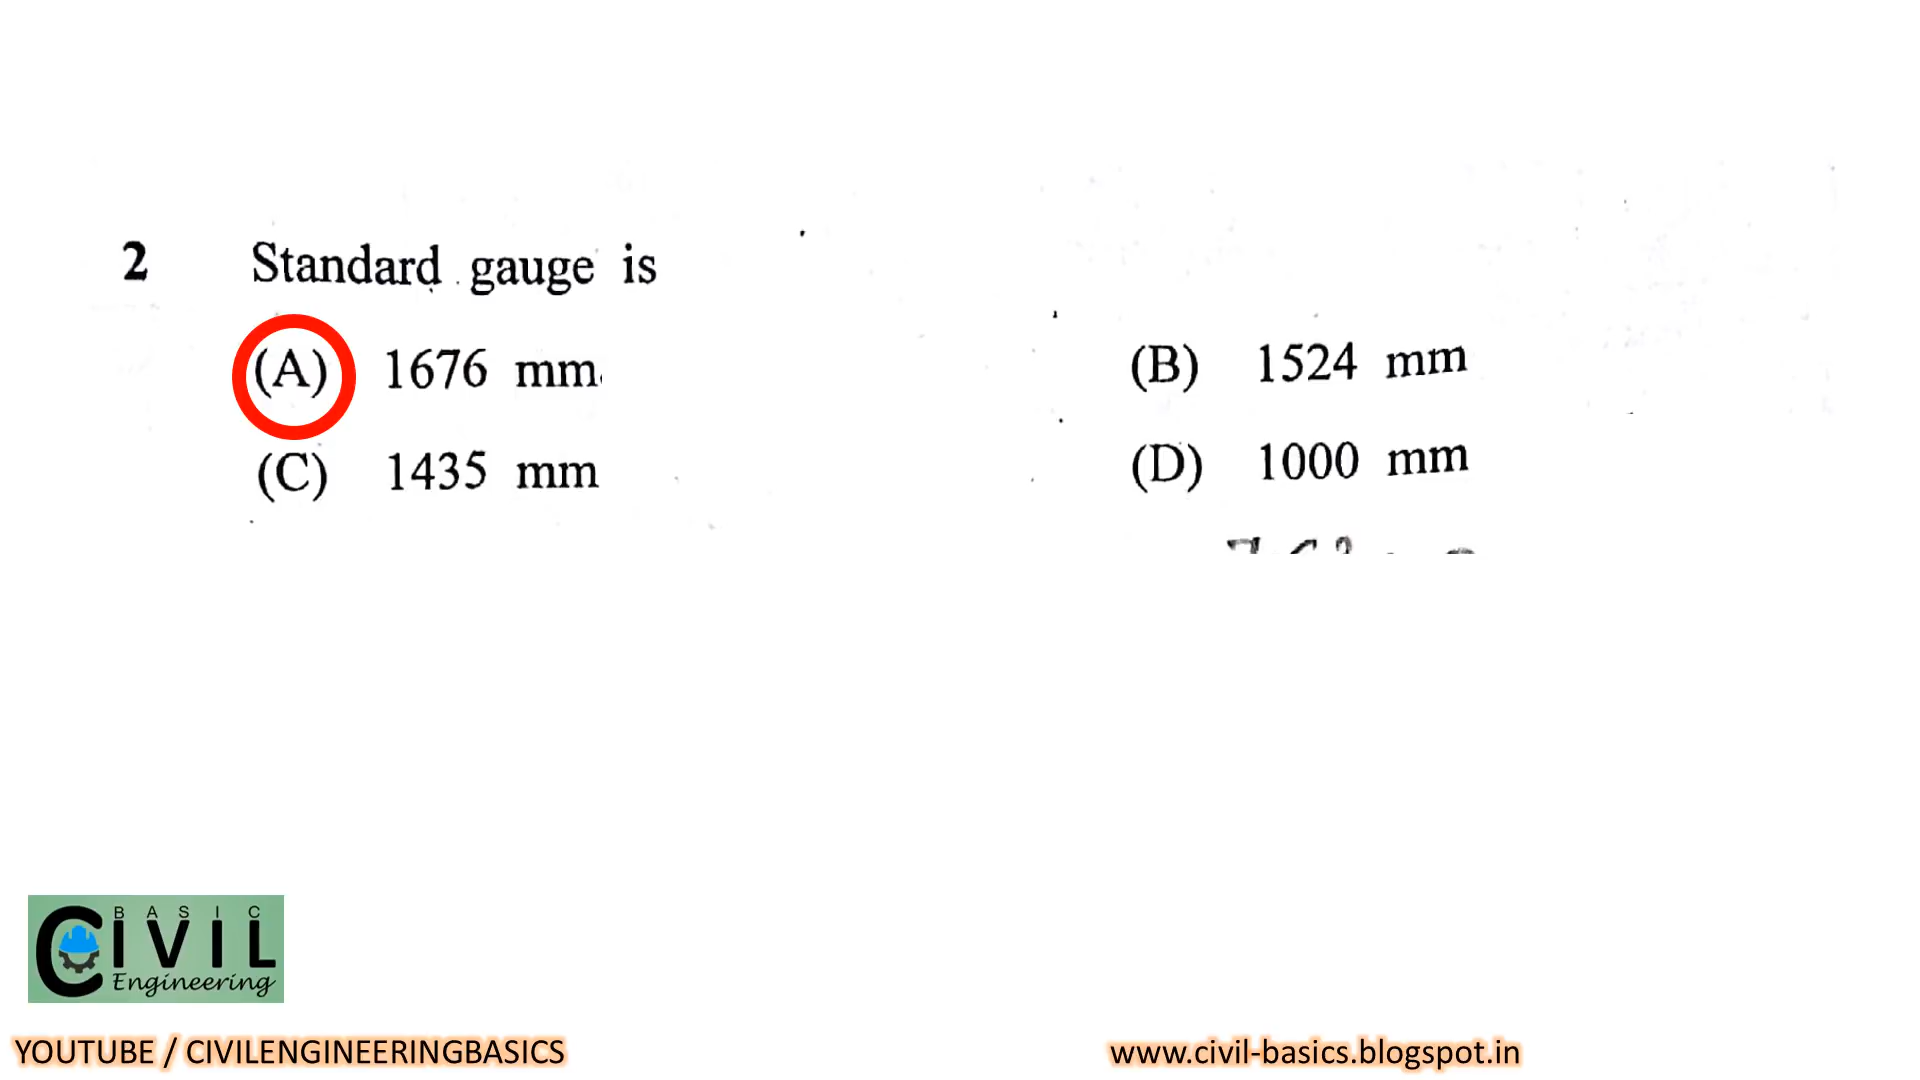 2 Standard gauge is
(A) 1676 mm (B) 1524 mm
(C) 1435 mm (D) 1000 mm
BASIC
CIVIL
Engineering
YOUTUBE / CIVILENGINEERINGBASICS www.civil-basics.blogspot.in